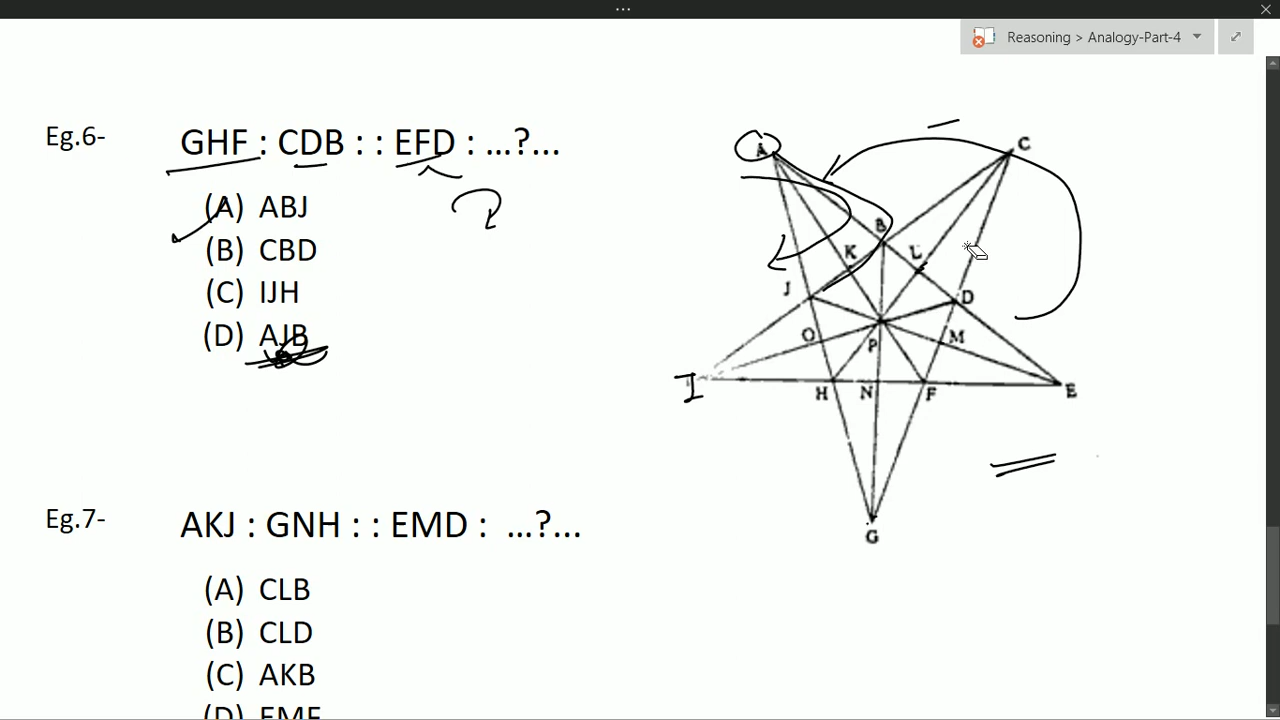 ...
Reasoning > Analogy-Part-4
Eg.6- GHF : CDB : : EFD : ...?...
(A) ABJ
(B) CBD
(C) IJH
(D) AJB
?
A C
B
K L
J D
O P M
I H N F E
G
Eg.7- AKJ : GNH : : EMD : ...?...
(A) CLB
(B) CLD
(C) AKB
(D) EMF